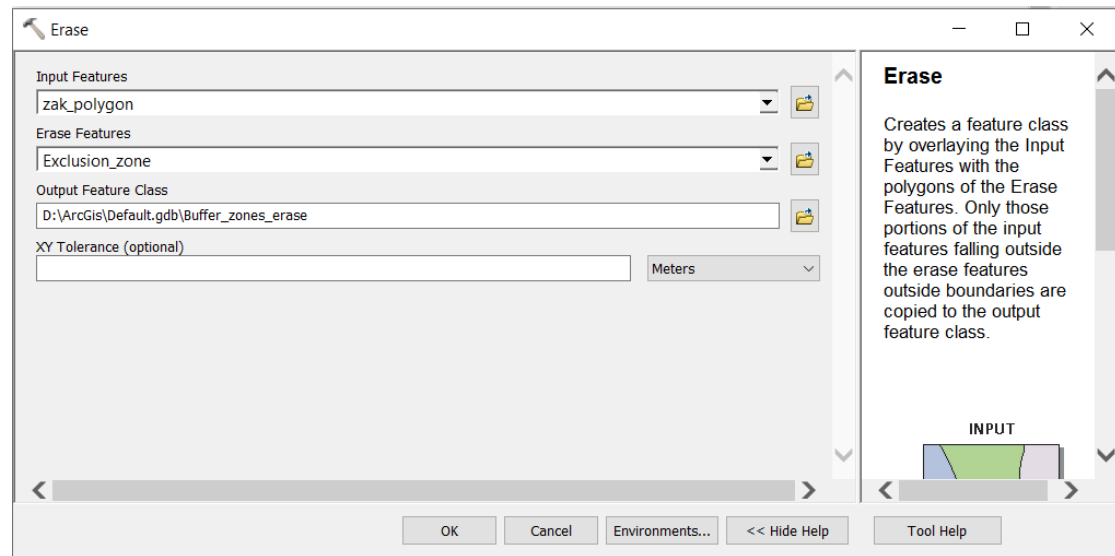 Erase
Input Features
zak_polygon
Erase Features
Exclusion_zone
Output Feature Class
D:\ArcGis\Default.gdb\Buffer_zones_erase
XY Tolerance (optional)
Meters
Erase
Creates a feature class
by overlaying the Input
Features with the
polygons of the Erase
Features. Only those
portions of the input
features falling outside
the erase features
outside boundaries are
copied to the output
feature class.
INPUT
OK
Cancel
Environments...
<< Hide Help
Tool Help